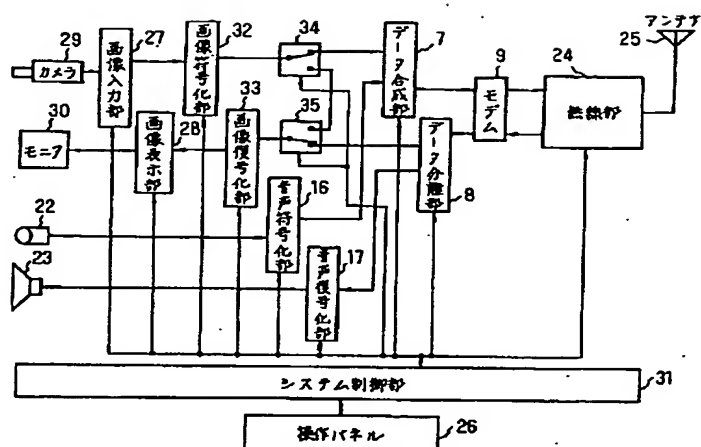 アンテナ
25
29
カメラ
画像入力部
27
画像符号化部
32
34
データ合成部
7
9
モデム
24
無線部
30
モニア
画像表示部
28
画像復号化部
33
35
データ分離部
8
22
音声符号化部
16
23
音声復号化部
17
システム制御部
31
操作パネル
26